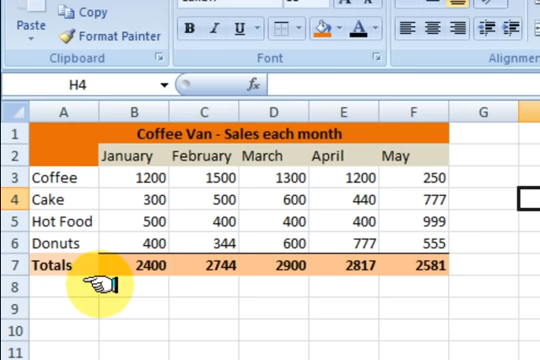 Copy
Paste
Format Painter
B I U A
Clipboard Font Alignment
H4 fx
A B C D E F G
1 Coffee Van - Sales each month
2 January February March April May
3 Coffee 1200 1500 1300 1200 250
4 Cake 300 500 600 440 777
5 Hot Food 500 400 400 400 999
6 Donuts 400 344 600 777 555
7 Totals 2400 2744 2900 2817 2581
8
9
10
11